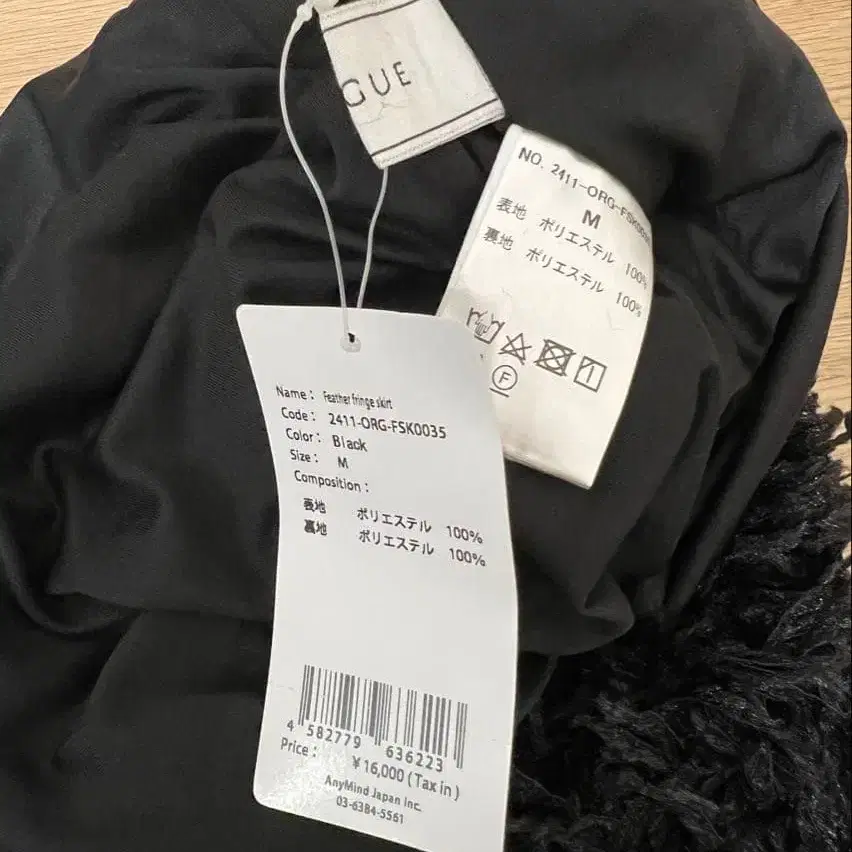 GUE
NO. 2411-ORG-FSK0035
M
表地 ポリエステル 100%
裏地 ポリエステル 100%
F
Name: Feather fringe skirt
Code: 2411-ORG-FSK0035
Color: Black
Size: M
Composition:
表地 ポリエステル 100%
裏地 ポリエステル 100%
4 582779 636223
Price: ¥16,000 (Tax in)
AnyMind Japan Inc.
03-6384-5561